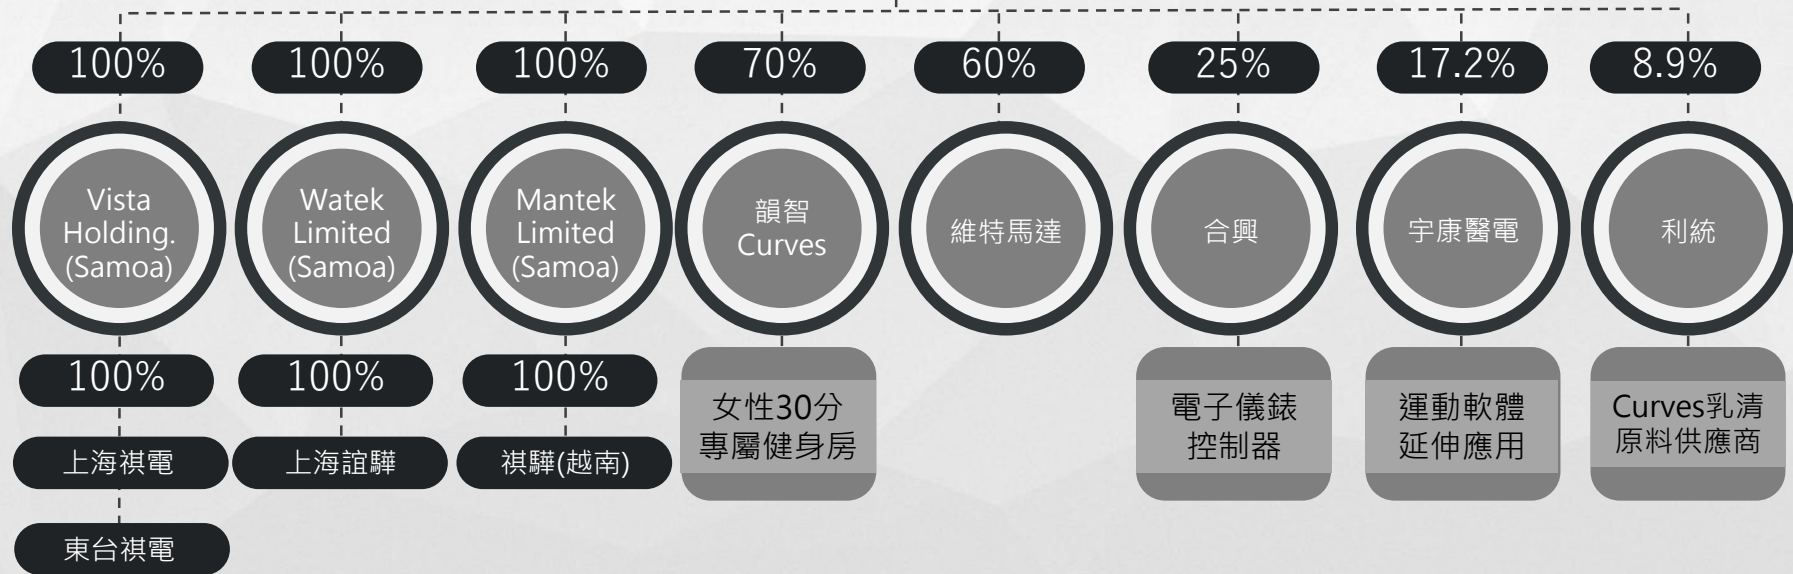 100%
100%
100%
70%
60%
25%
17.2%
8.9%
Vista
Holding.
(Samoa)
Watek
Limited
(Samoa)
Mantek
Limited
(Samoa)
韻智
Curves
維特馬達
合興
宇康醫電
利統
100%
100%
100%
女性30分
專屬健身房
電子儀錶
控制器
運動軟體
延伸應用
Curves乳清
原料供應商
上海祺電
上海誼驊
祺驊(越南)
東台祺電